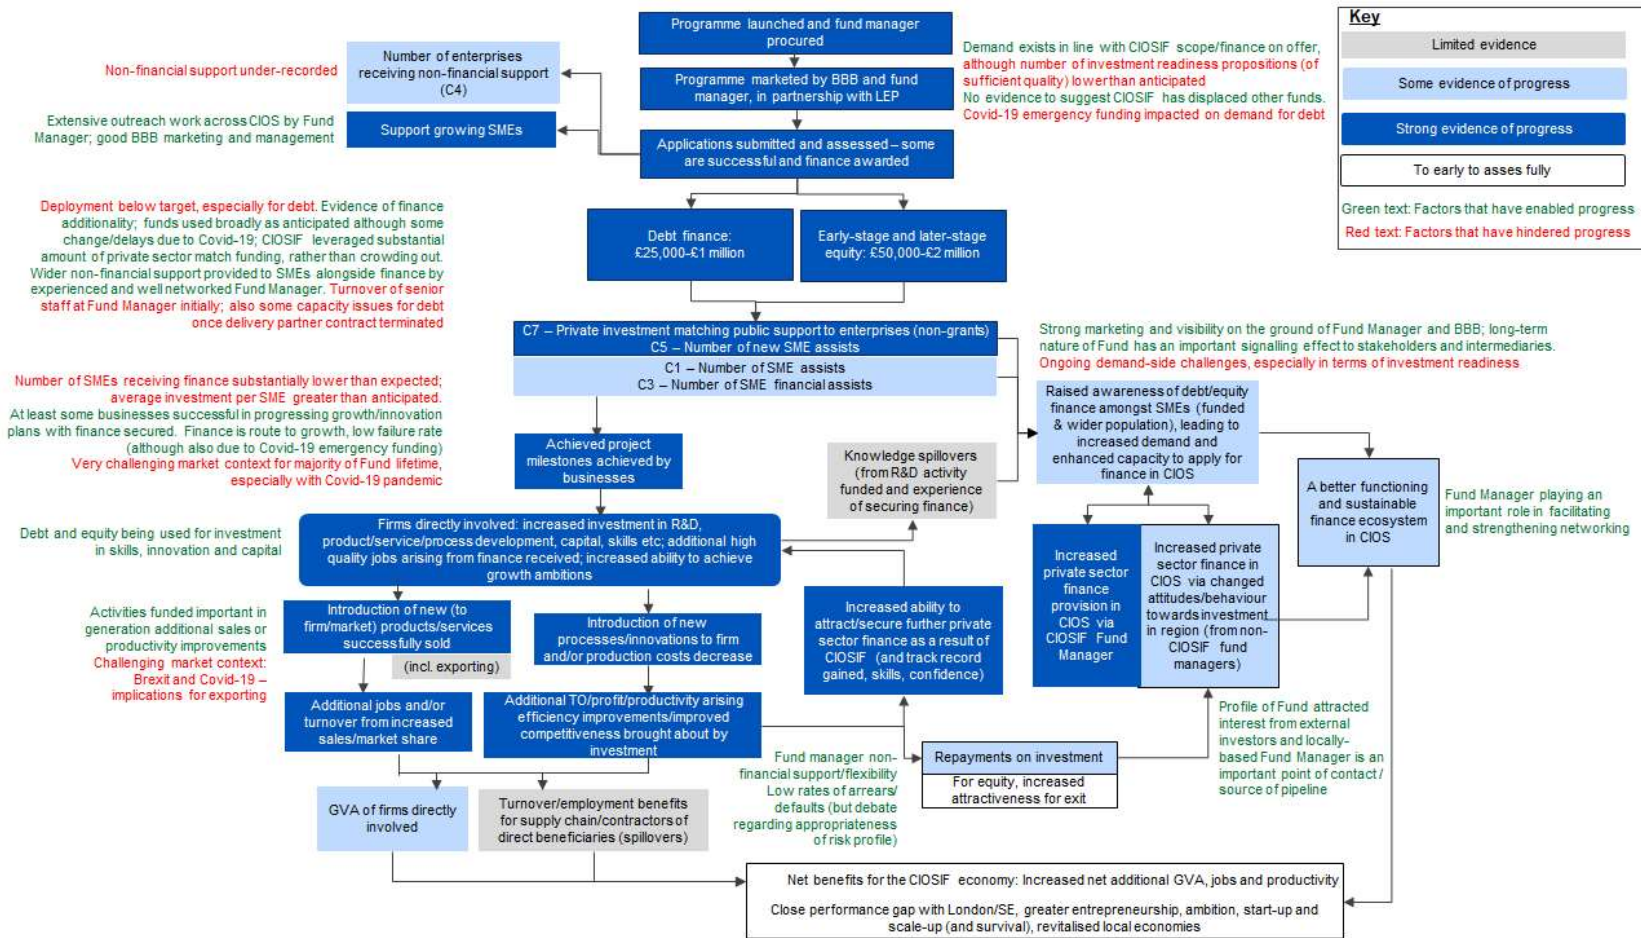 Programme launched and fund manager
procured
Programme marketed by BBB and fund
manager, in partnership with LEP
Applications submitted and assessed – some
are successful and finance awarded
Number of enterprises
receiving non-financial support
(C4)
Support growing SMEs
Non-financial support under-recorded
Extensive outreach work across CIOS by Fund
Manager; good BBB marketing and management
Demand exists in line with CIOSIF scope/finance on offer,
although number of investment readiness propositions (of
sufficient quality) lower than anticipated
No evidence to suggest CIOSIF has displaced other funds.
Covid-19 emergency funding impacted on demand for debt
Key
Limited evidence
Some evidence of progress
Strong evidence of progress
To early to asses fully
Green text: Factors that have enabled progress
Red text: Factors that have hindered progress
Deployment below target, especially for debt. Evidence of finance
additionality; funds used broadly as anticipated although some
change/delays due to Covid-19; CIOSIF leveraged substantial
amount of private sector match funding, rather than crowding out.
Wider non-financial support provided to SMEs alongside finance by
experienced and well networked Fund Manager. Turnover of senior
staff at Fund Manager initially; also some capacity issues for debt
once delivery partner contract terminated
Debt finance:
£25,000-£1 million
Early-stage and later-stage
equity: £50,000-£2 million
C7 – Private investment matching public support to enterprises (non-grants)
C5 – Number of new SME assists
C1 – Number of SME assists
C3 – Number of SME financial assists
Strong marketing and visibility on the ground of Fund Manager and BBB; long-term
nature of Fund has an important signalling effect to stakeholders and intermediaries.
Ongoing demand-side challenges, especially in terms of investment readiness
Number of SMEs receiving finance substantially lower than expected;
average investment per SME greater than anticipated.
At least some businesses successful in progressing growth/innovation
plans with finance secured. Finance is route to growth, low failure rate
(although also due to Covid-19 emergency funding)
Very challenging market context for majority of Fund lifetime,
especially with Covid-19 pandemic
Achieved project
milestones achieved by
businesses
Knowledge spillovers
(from R&D activity
funded and experience
of securing finance)
Raised awareness of debt/equity
finance amongst SMEs (funded
& wider population), leading to
increased demand and
enhanced capacity to apply for
finance in CIOS
A better functioning
and sustainable
finance ecosystem
in CIOS
Fund Manager playing an
important role in facilitating
and strengthening networking
Debt and equity being used for investment
in skills, innovation and capital
Firms directly involved: increased investment in R&D,
product/service/process development, capital, skills etc; additional high
quality jobs arising from finance received; increased ability to achieve
growth ambitions
Increased
private sector
finance
provision in
CIOS via
CIOSIF Fund
Manager
Increased private
sector finance in
CIOS via changed
attitudes/behaviour
towards investment
in region (from non-
CIOSIF fund
managers)
Activities funded important in
generation additional sales or
productivity improvements
Challenging market context:
Brexit and Covid-19 –
implications for exporting
Introduction of new (to
firm/market) products/services
successfully sold
(incl. exporting)
Introduction of new
processes/innovations to firm
and/or production costs decrease
Increased ability to
attract/secure further private
sector finance as a result of
CIOSIF (and track record
gained, skills, confidence)
Additional jobs and/or
turnover from increased
sales/market share
Additional TO/profit/productivity arising
efficiency improvements/improved
competitiveness brought about by
investment
Fund manager non-
financial support/flexibility
Low rates of arrears/
defaults (but debate
regarding appropriateness
of risk profile)
Repayments on investment
For equity, increased
attractiveness for exit
Profile of Fund attracted
interest from external
investors and locally-
based Fund Manager is an
important point of contact /
source of pipeline
GVA of firms directly
involved
Turnover/employment benefits
for supply chain/contractors of
direct beneficiaries (spillovers)
Net benefits for the CIOSIF economy: Increased net additional GVA, jobs and productivity
Close performance gap with London/SE, greater entrepreneurship, ambition, start-up and
scale-up (and survival), revitalised local economies